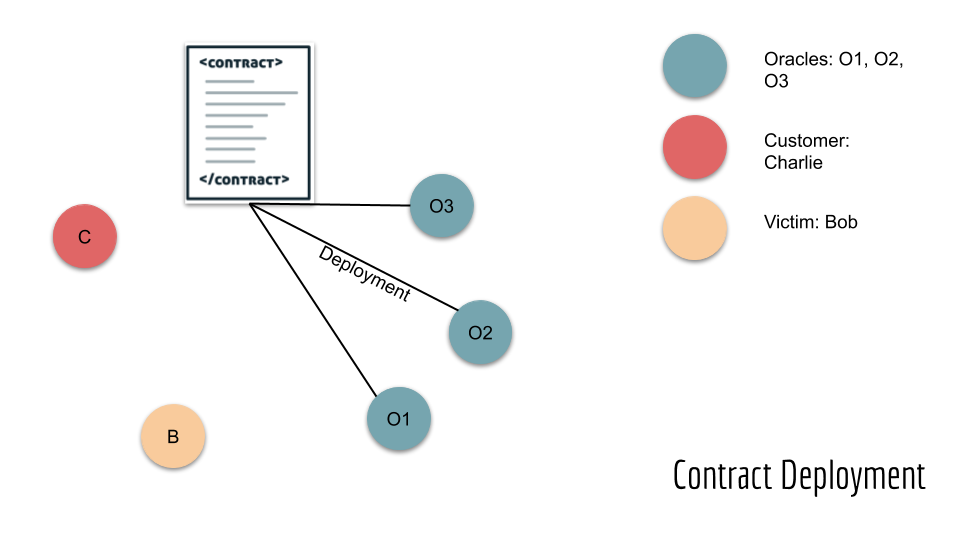 <CONTRACT>
</CONTRACT>
O3
C
Deployment
O2
O1
B
Oracles: O1, O2,
O3
Customer:
Charlie
Victim: Bob
Contract Deployment